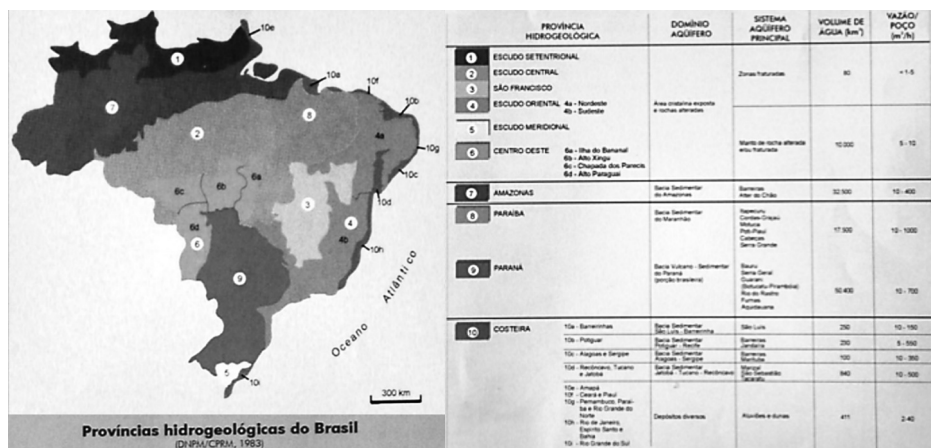 10e
1
10a
10f
7
2
8
10b
4a
10g
6c
6b
6a
10c
3
10d
6d
4
6
4b
10h
9
Oceano Atlântico
5
10i
300 km
Províncias hidrogeológicas do Brasil
(DNPM/CPRM, 1983)
PROVÍNCIA HIDROGEOLÓGICA
DOMÍNIO AQÜÍFERO
SISTEMA AQÜÍFERO PRINCIPAL
VOLUME DE ÁGUA (km³)
VAZÃO/POÇO (m³/h)
1 ESCUDO SETENTRIONAL
2 ESCUDO CENTRAL
3 SÃO FRANCISCO
4 ESCUDO ORIENTAL 4a - Nordeste
4b - Sudeste
5 ESCUDO MERIDIONAL
6 CENTRO OESTE 6a - Ilha do Bananal
6b - Alto Xingu
6c - Chapada dos Parecis
6d - Alto Paraguai
Área cristalina exposta e rochas alteradas
Zonas fraturadas
80
< 1-5
Manto de rocha alterada e/ou fraturada
10.000
5 - 10
7 AMAZONAS
Bacia Sedimentar do Amazonas
Barreiras
Alter do Chão
32.500
10 - 400
8 PARAÍBA
Bacia Sedimentar do Maranhão
Itapecuru
Cordas-Grajaú
Motuca
Poti-Piauí
Cabeças
Serra Grande
17.500
10 - 1000
9 PARANÁ
Bacia Vulcano - Sedimentar do Paraná (porção brasileira)
Bauru
Serra Geral
Guarani
(Botucatu-Pirambóia)
Rio do Rastro
Furnas
Aquidauana
50.400
10 - 700
10 COSTEIRA
10a - Barreirinhas
Bacia Sedimentar
São Luís - Barreirinha
São Luís
250
10 - 150
10b - Potiguar
Bacia Sedimentar
Potiguar - Recife
Barreiras
Jandaíra
230
5 - 550
10c - Alagoas e Sergipe
Bacia Sedimentar
Alagoas - Sergipe
Barreiras
Marituba
100
10 - 350
10d - Recôncavo, Tucano e Jatobá
Bacia Sedimentar
Jatobá - Tucano - Recôncavo
Marizal
São Sebastião
Tacaratu
840
10 - 500
10e - Amapá
10f - Ceará e Piauí
10g - Pernambuco, Paraíba e Rio Grande do Norte
10h - Rio de Janeiro, Espírito Santo e Bahia
10i - Rio Grande do Sul
Depósitos diversos
Aluviões e dunas
411
2-40